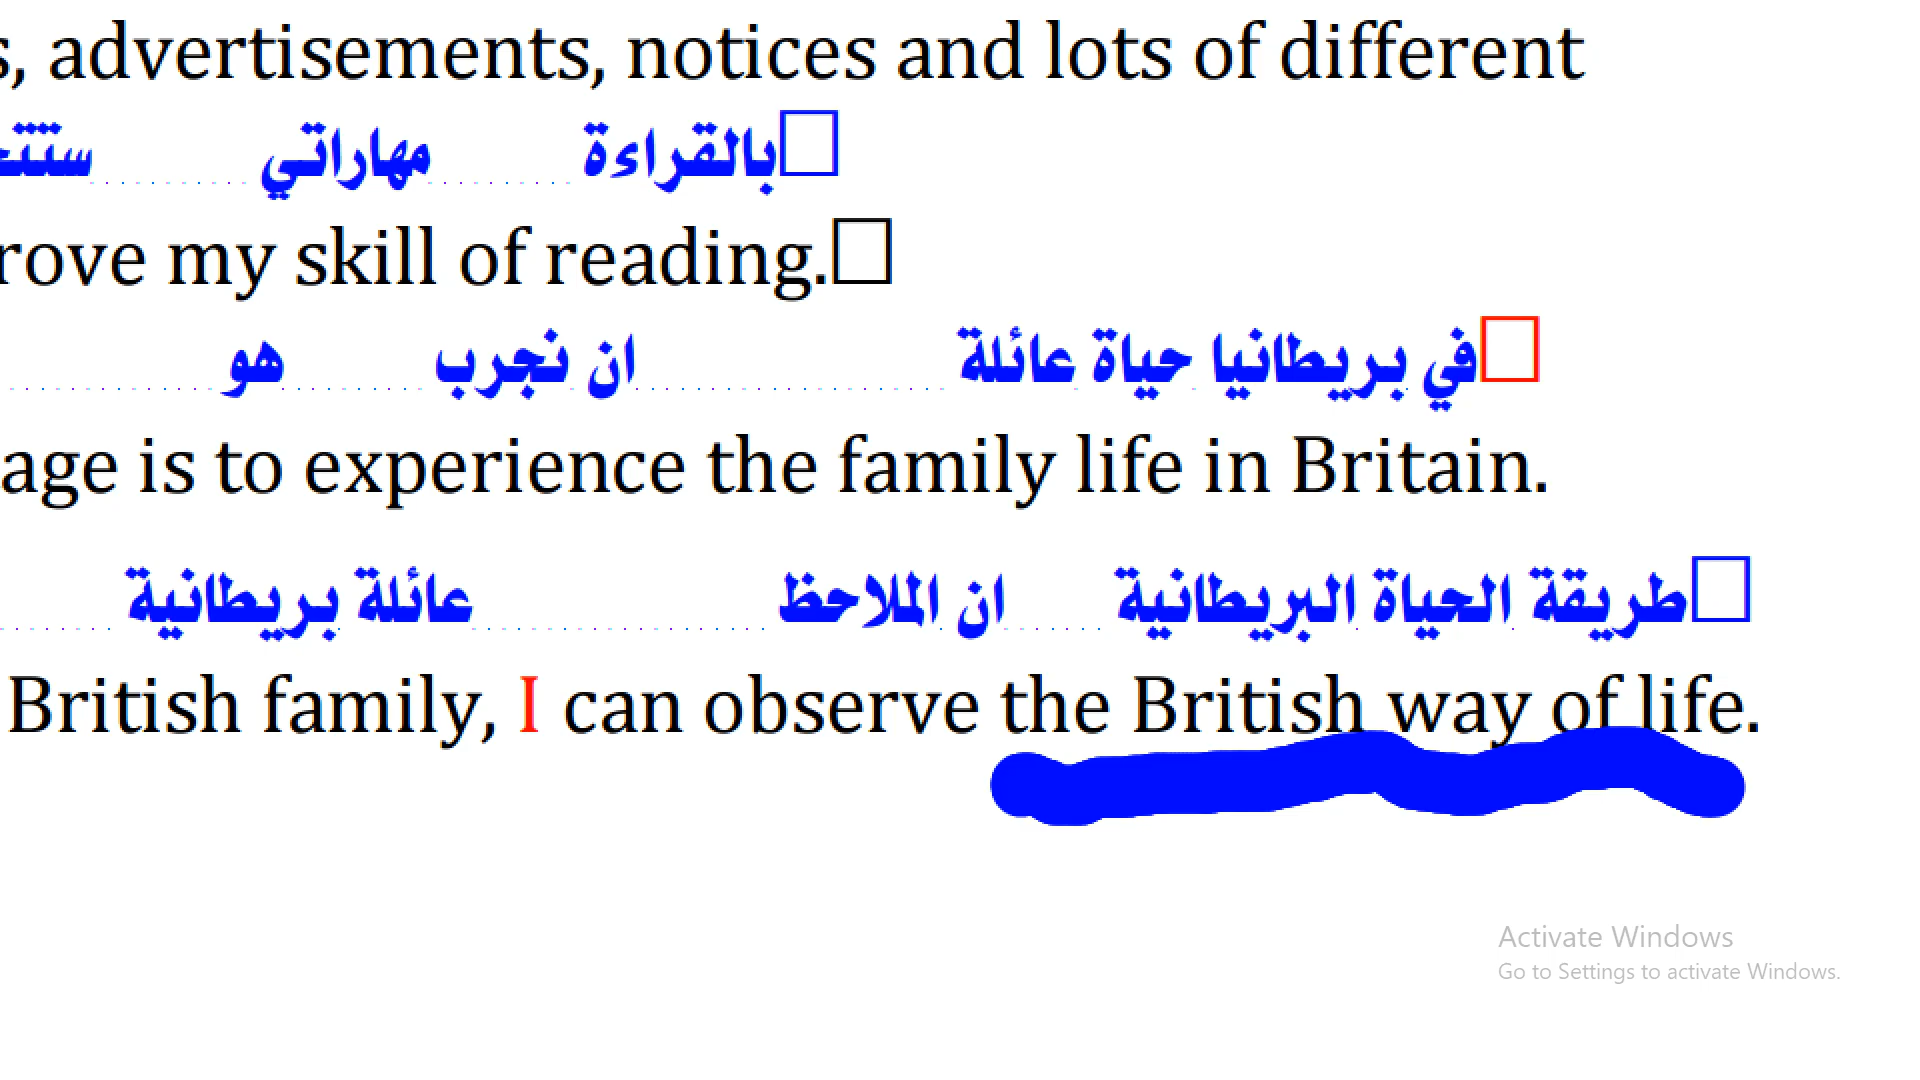 s, advertisements, notices and lots of different
بالقراءة مهاراتي
rove my skill of reading.
في بريطانيا حياة عائلة ان نجرب هو
age is to experience the family life in Britain.
طريقة الحياة البريطانية ان الملاحظ عائلة بريطانية
British family, I can observe the British way of life.
Activate Windows
Go to Settings to activate Windows.